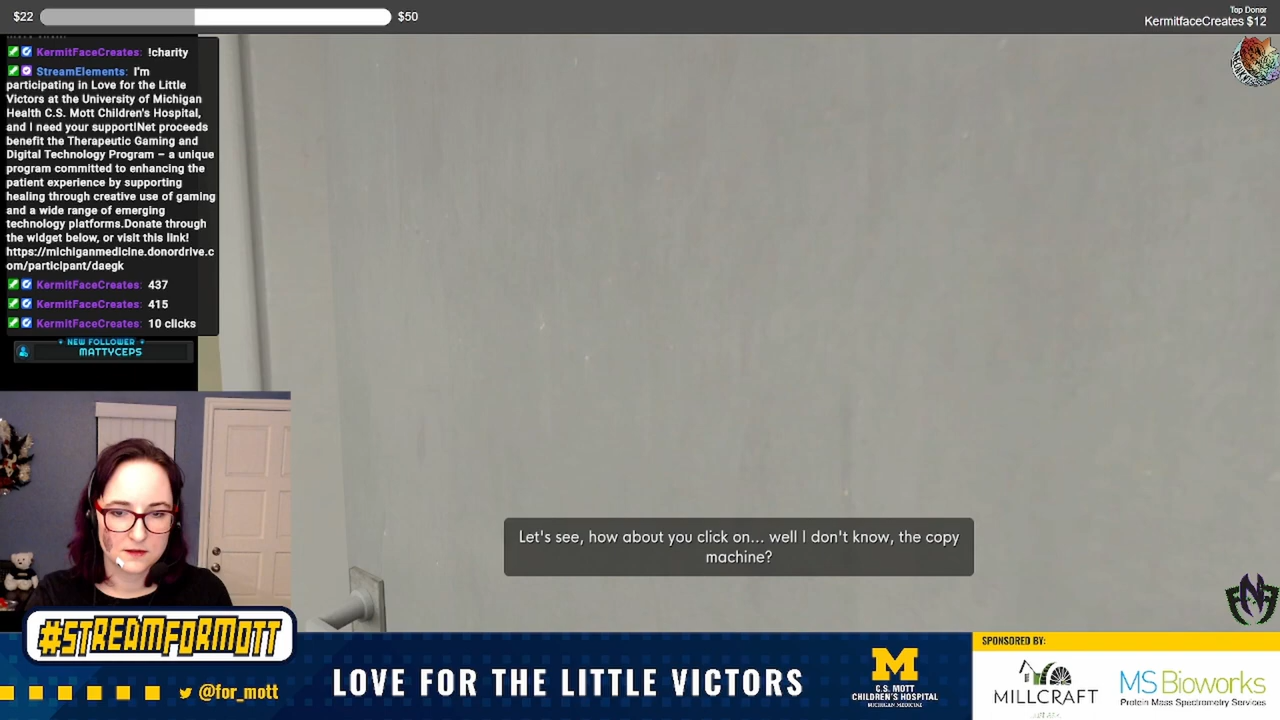 $22
$50
Top Donor
KermitfaceCreates $12
KermitFaceCreates: !charity
StreamElements: I'm
participating in Love for the Little
Victors at the University of Michigan
Health C.S. Mott Children's Hospital,
and I need your support!Net proceeds
benefit the Therapeutic Gaming and
Digital Technology Program – a unique
program committed to enhancing the
patient experience by supporting
healing through creative use of gaming
and a wide range of emerging
technology platforms.Donate through
the widget below, or visit this link!
https://michiganmedicine.donordrive.c
om/participant/daegk
KermitFaceCreates: 437
KermitFaceCreates: 415
KermitFaceCreates: 10 clicks
NEW FOLLOWER
MATTYCEPS
Let's see, how about you click on... well I don't know, the copy
machine?
#STREAMFORMOTT
@for_mott
LOVE FOR THE LITTLE VICTORS
M
C.S. MOTT
CHILDREN'S HOSPITAL
MICHIGAN MEDICINE
SPONSORED BY:
MILLCRAFT
MS Bioworks
Protein Mass Spectrometry Services